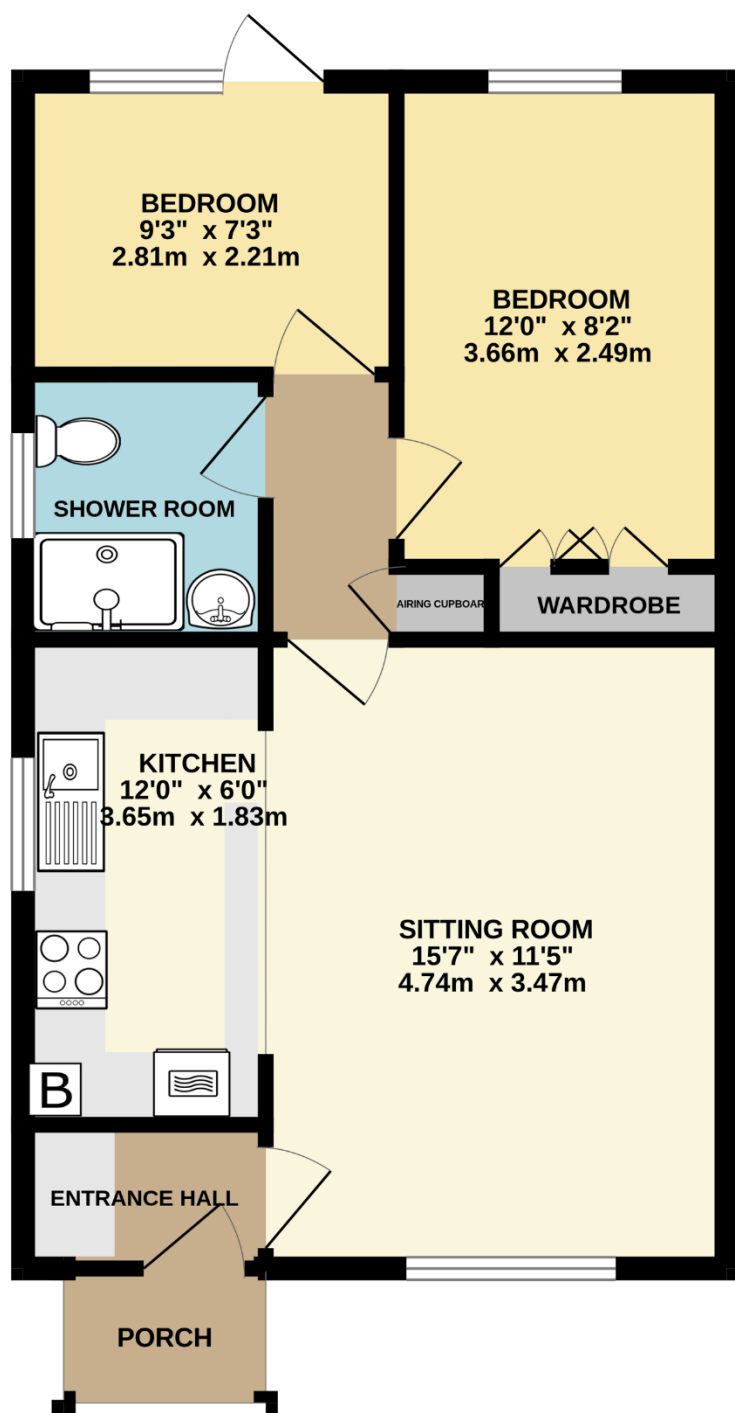 BEDROOM
9'3" x 7'3"
2.81m x 2.21m
BEDROOM
12'0" x 8'2"
3.66m x 2.49m
SHOWER ROOM
AIRING CUPBOAR
WARDROBE
KITCHEN
12'0" x 6'0"
3.65m x 1.83m
SITTING ROOM
15'7" x 11'5"
4.74m x 3.47m
B
ENTRANCE HALL
PORCH